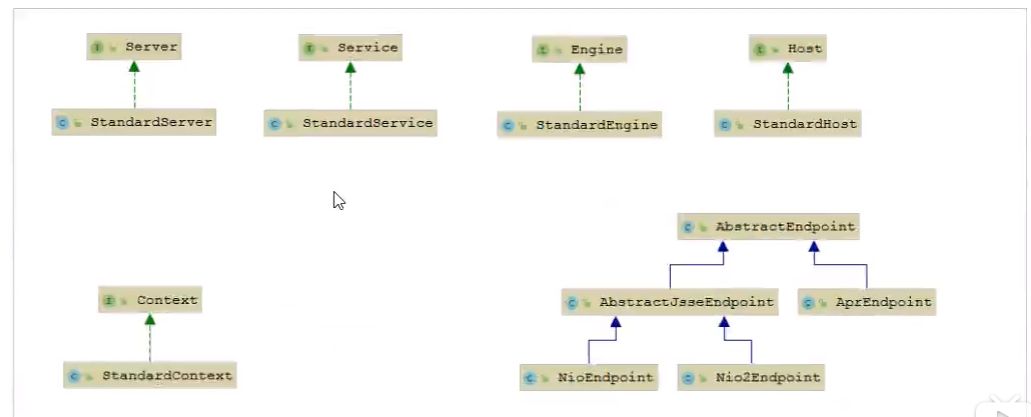 Server
Service
Engine
Host
StandardServer
StandardService
StandardEngine
StandardHost
AbstractEndpoint
Context
AbstractJsseEndpoint
AprEndpoint
StandardContext
NioEndpoint
Nio2Endpoint